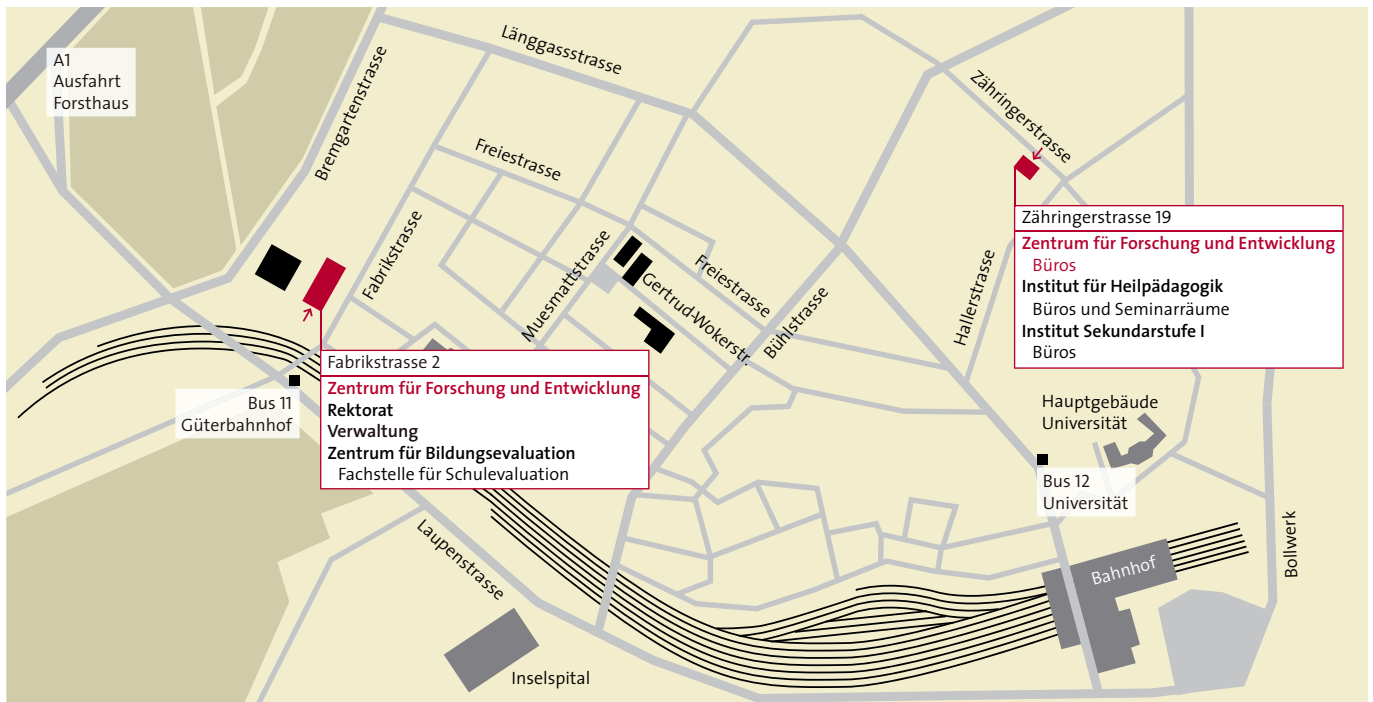 A1
Ausfahrt
Forsthaus
Bremgartenstrasse
Länggassstrasse
Freiestrasse
Fabrikstrasse
Muesmattstrasse
Gertrud-Wokerstr.
Freiestrasse
Bühlstrasse
Zähringerstrasse
Hallerstrasse
Zähringerstrasse 19
Zentrum für Forschung und Entwicklung
Büros
Institut für Heilpädagogik
Büros und Seminarräume
Institut Sekundarstufe I
Büros
Fabrikstrasse 2
Zentrum für Forschung und Entwicklung
Rektorat
Verwaltung
Zentrum für Bildungsevaluation
Fachstelle für Schulevaluation
Bus 11
Güterbahnhof
Hauptgebäude
Universität
Bus 12
Universität
Laupenstrasse
Inselspital
Bahnhof
Bollwerk